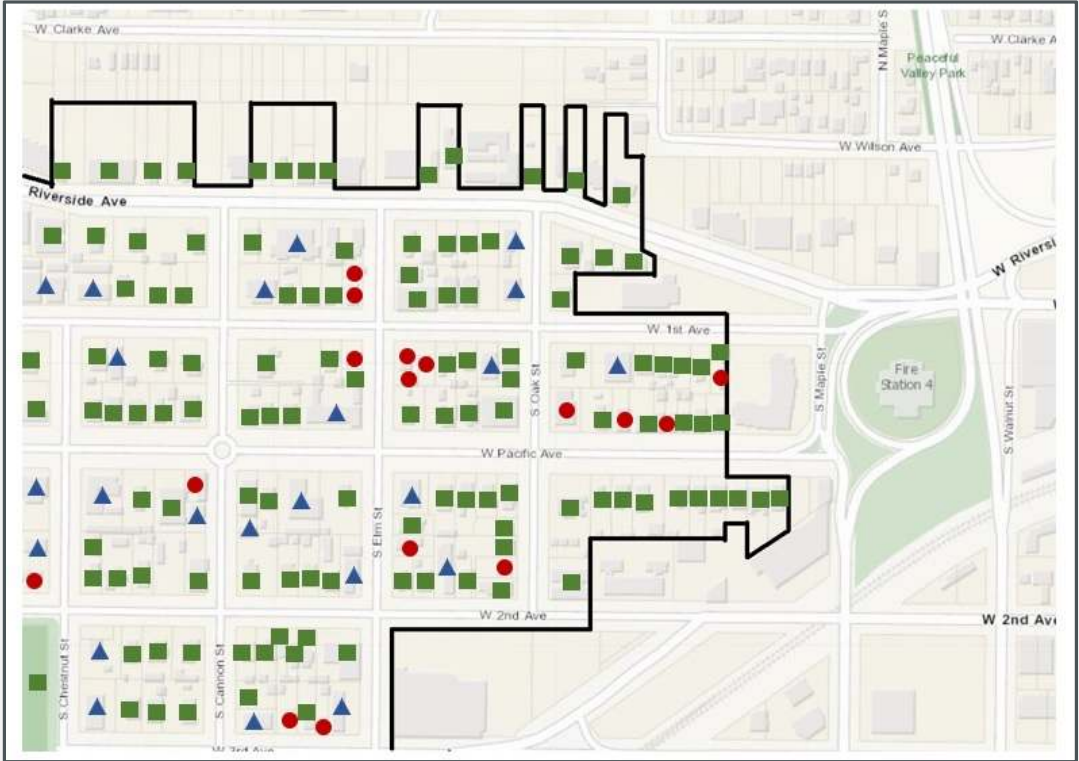 W Clarke Ave
N Maple S
W Clarke A
Peaceful
Valley Park
W Wilson Ave
Riverside Ave
W Riversi
W 1st Ave
S Oak St
S Maple St
Fire
Station 4
S Walnut St
W Pacific Ave
S Elm St
W 2nd Ave
W 2nd Ave
S Chestnut St
S Cannon St
W 3rd Ave